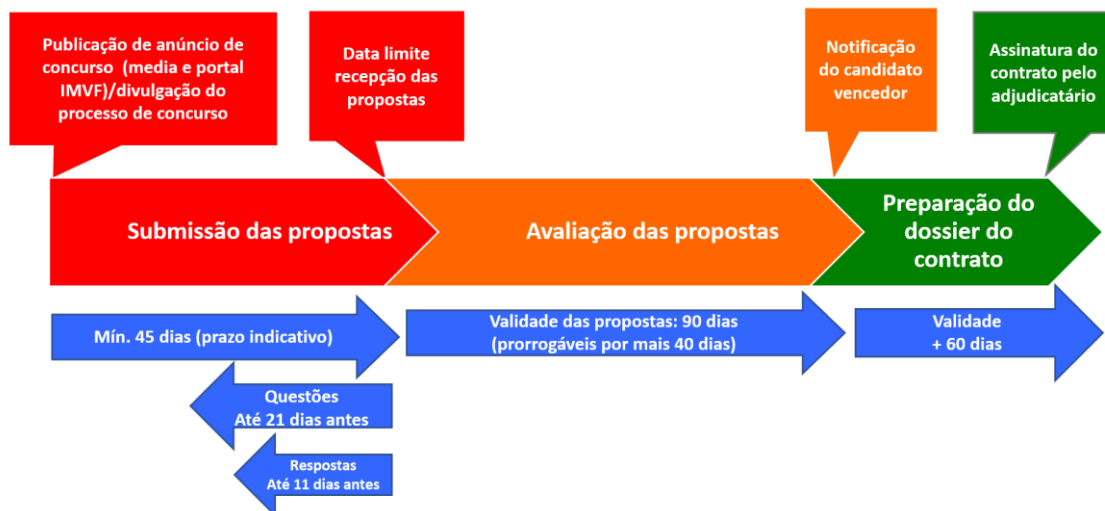 Publicação de anúncio de
concurso (media e portal
IMVF)/divulgação do
processo de concurso
Data limite
recepção das
propostas
Notificação
do candidato
vencedor
Assinatura do
contrato pelo
adjudicatário
Submissão das propostas
Avaliação das propostas
Preparação do
dossier do
contrato
Mín. 45 dias (prazo indicativo)
Validade das propostas: 90 dias
(prorrogáveis por mais 40 dias)
Validade
+ 60 dias
Questões
Até 21 dias antes
Respostas
Até 11 dias antes